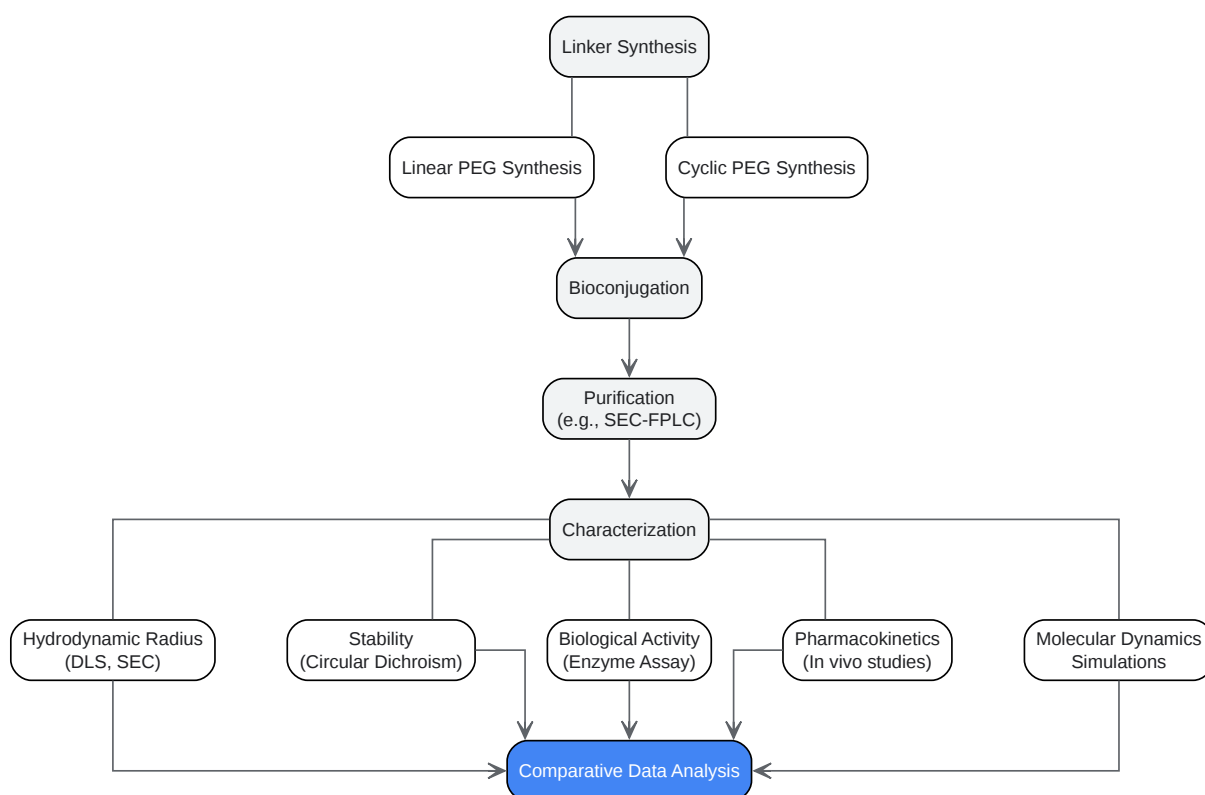 Linker Synthesis
Linear PEG Synthesis
Cyclic PEG Synthesis
Bioconjugation
Purification
(e.g., SEC-FPLC)
Characterization
Hydrodynamic Radius
(DLS, SEC)
Stability
(Circular Dichroism)
Biological Activity
(Enzyme Assay)
Pharmacokinetics
(In vivo studies)
Molecular Dynamics
Simulations
Comparative Data Analysis